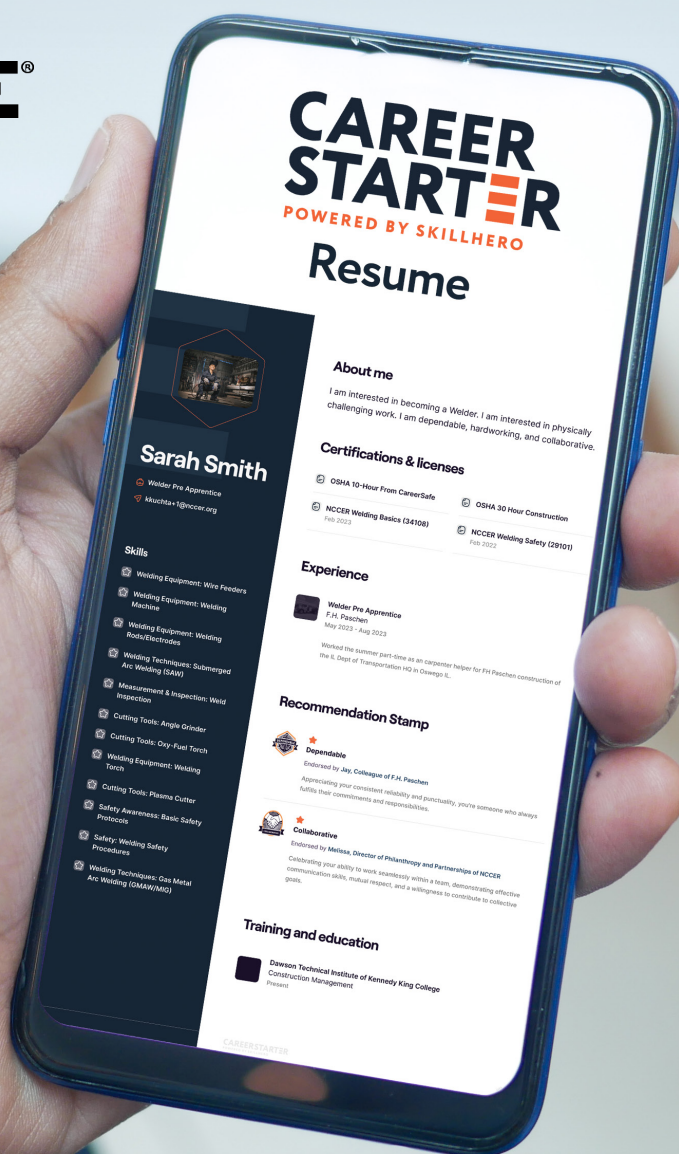 E®
CAREER
STARTER
POWERED BY SKILLHERO
Resume
Sarah Smith
Welder Pre Apprentice
kkuchta+1@nccer.org
Skills
Welding Equipment: Wire Feeders
Welding Equipment: Welding
Machine
Welding Equipment: Welding
Rods/Electrodes
Welding Techniques: Submerged
Arc Welding (SAW)
Measurement & Inspection: Weld
Inspection
Cutting Tools: Angle Grinder
Cutting Tools: Oxy-Fuel Torch
Welding Equipment: Welding
Torch
Cutting Tools: Plasma Cutter
Safety Awareness: Basic Safety
Protocols
Safety: Welding Safety
Procedures
Welding Techniques: Gas Metal
Arc Welding (GMAW/MIG)
About me
I am interested in becoming a Welder. I am interested in physically
challenging work. I am dependable, hardworking, and collaborative.
Certifications & licenses
OSHA 10-Hour From CareerSafe
OSHA 30 Hour Construction
NCCER Welding Basics (34108)
Feb 2023
NCCER Welding Safety (29101)
Feb 2022
Experience
Welder Pre Apprentice
F.H. Paschen
May 2023 - Aug 2023
Worked the summer part-time as an carpenter helper for FH Paschen construction of
the IL Dept of Transportation HQ in Oswego IL.
Recommendation Stamp
Dependable
Endorsed by Jay, Colleague of F.H. Paschen
Appreciating your consistent reliability and punctuality, you're someone who always
fulfills their commitments and responsibilities.
Collaborative
Endorsed by Melissa, Director of Philanthropy and Partnerships of NCCER
Celebrating your ability to work seamlessly within a team, demonstrating effective
communication skills, mutual respect, and a willingness to contribute to collective
goals.
Training and education
Dawson Technical Institute of Kennedy King College
Construction Management
Present
CAREERSTARTER